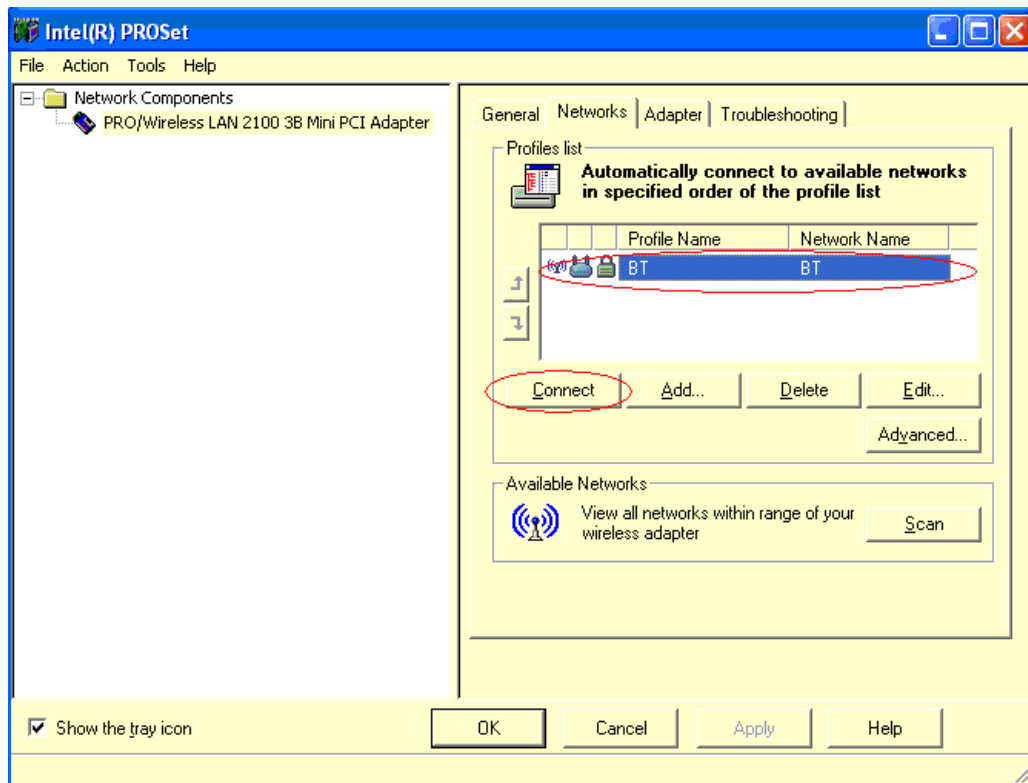 Intel(R) PROSet
File Action Tools Help
Network Components
PRO/Wireless LAN 2100 3B Mini PCI Adapter
General Networks Adapter Troubleshooting
Profiles list
Automatically connect to available networks
in specified order of the profile list
Profile Name Network Name
BT BT
Connect Add... Delete Edit...
Advanced...
Available Networks
View all networks within range of your
wireless adapter
Scan
Show the tray icon
OK Cancel Apply Help